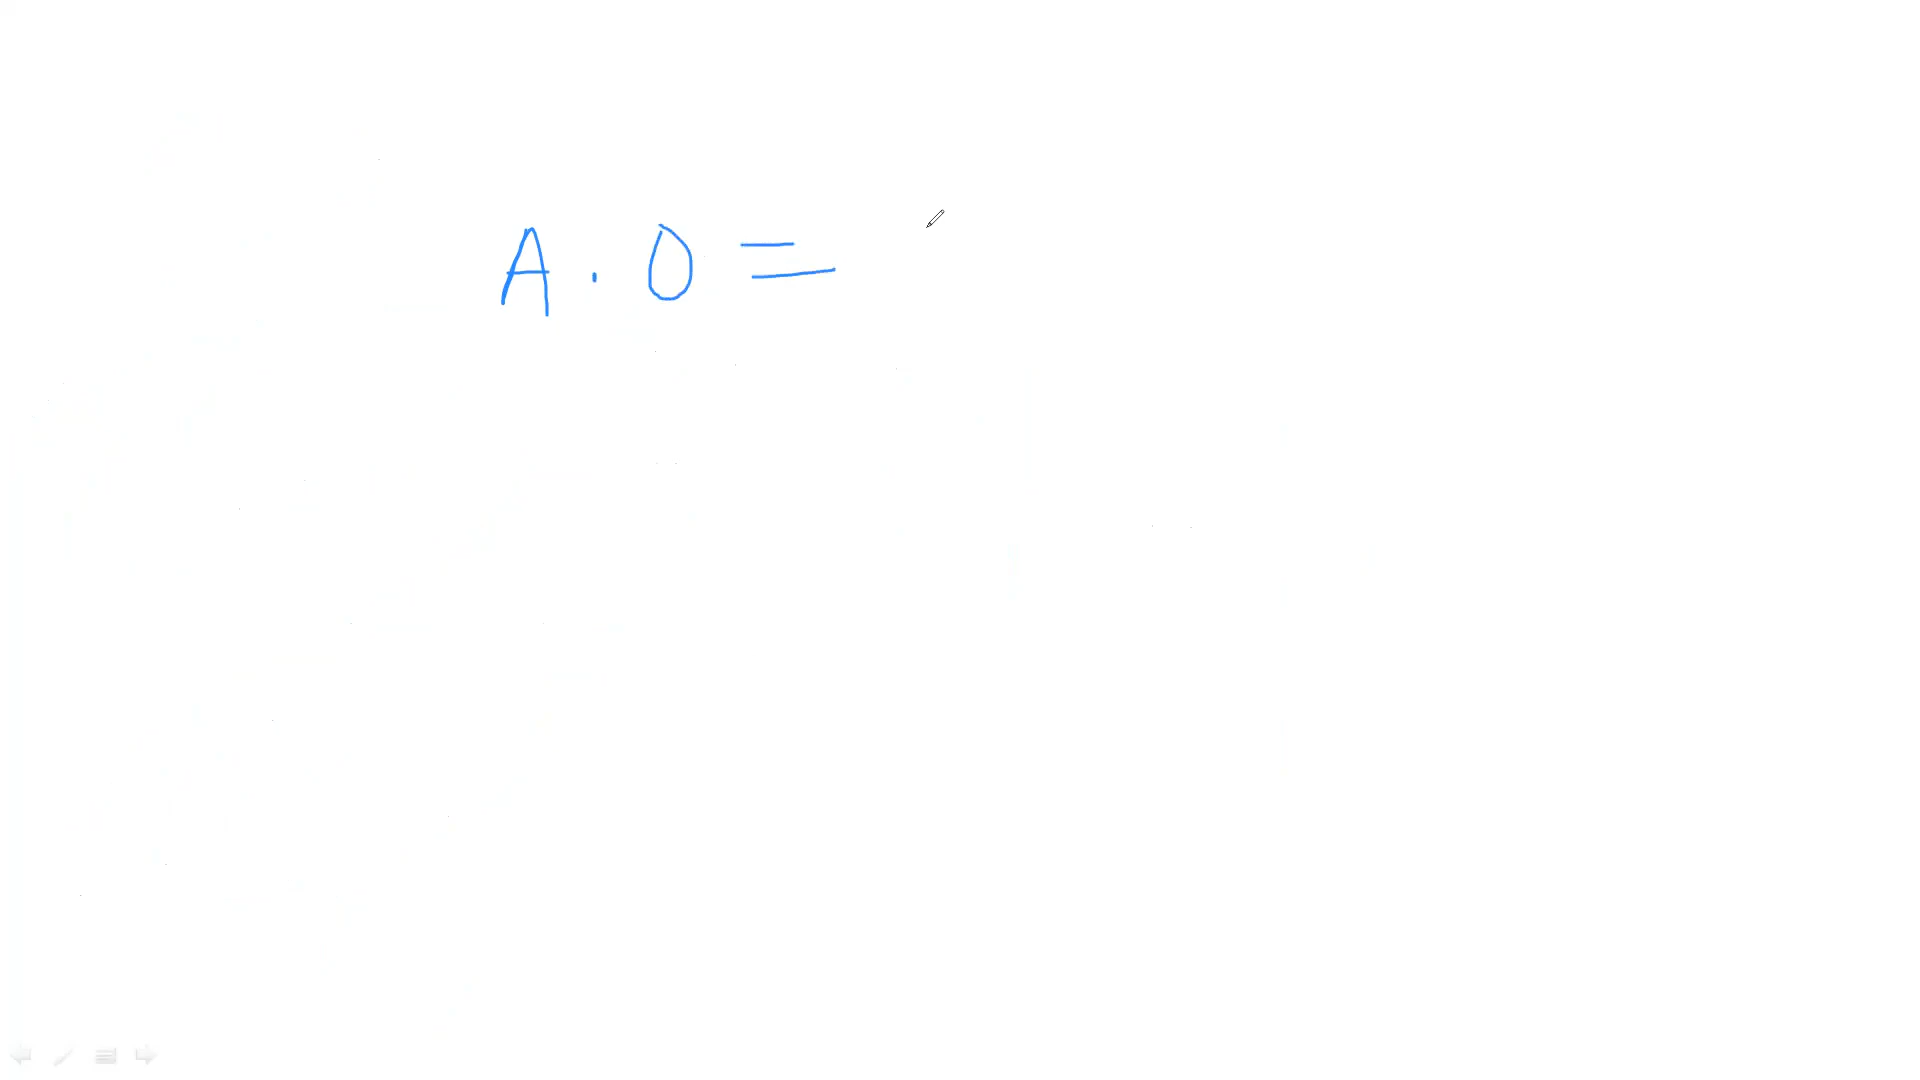 A . 0 =